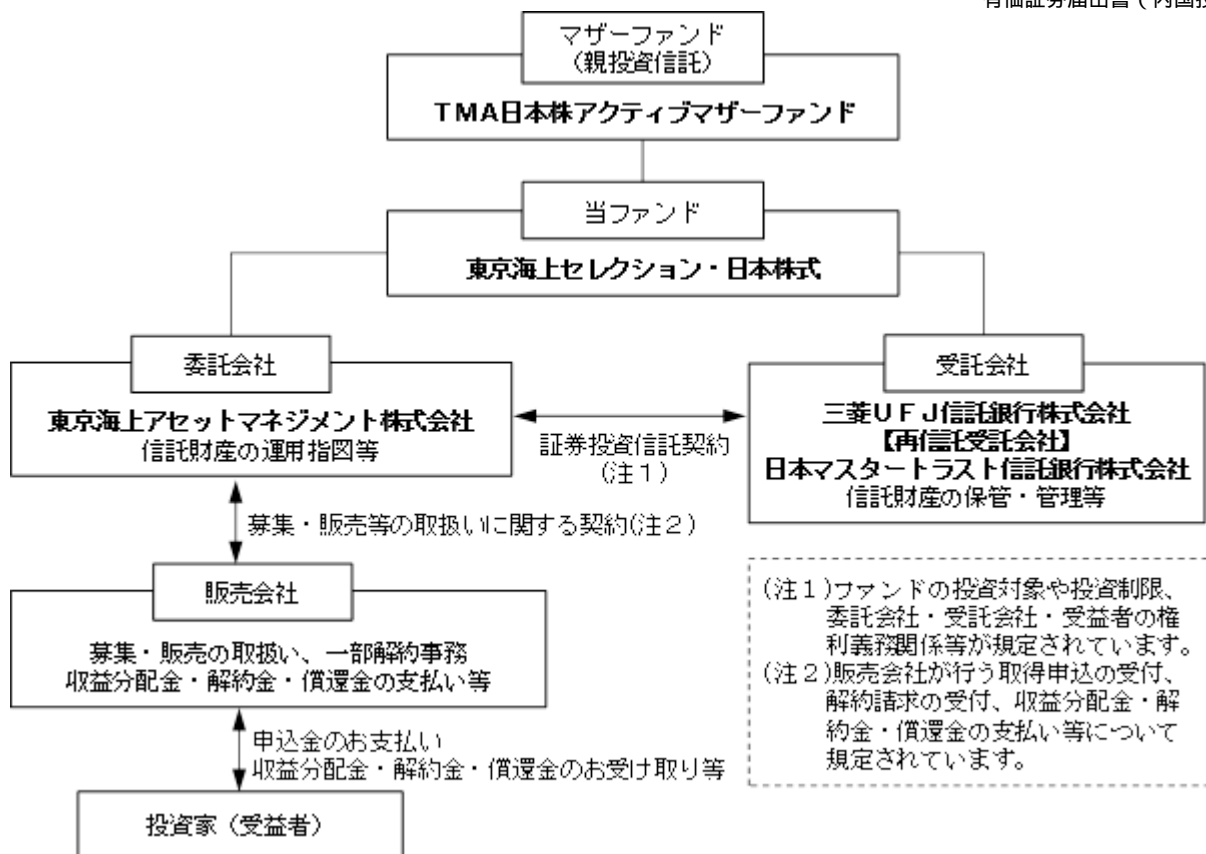 有価証券届出書（内国投
マザーファンド
（親投資信託）
ＴＭＡ日本株アクティブマザーファンド
当ファンド
東京海上セレクション・日本株式
委託会社
東京海上アセットマネジメント株式会社
信託財産の運用指図等
証券投資信託契約
（注１）
受託会社
三菱ＵＦＪ信託銀行株式会社
【再信託受託会社】
日本マスタートラスト信託銀行株式会社
信託財産の保管・管理等
募集・販売等の取扱いに関する契約（注２）
販売会社
募集・販売の取扱い、一部解約事務
収益分配金・解約金・償還金の支払い等
申込金のお支払い
収益分配金・解約金・償還金のお受け取り等
投資家（受益者）
（注１）ファンドの投資対象や投資制限、
委託会社・受託会社・受益者の権
利義務関係等が規定されています。
（注２）販売会社が行う取得申込の受付、
解約請求の受付、収益分配金・解
約金・償還金の支払い等について
規定されています。